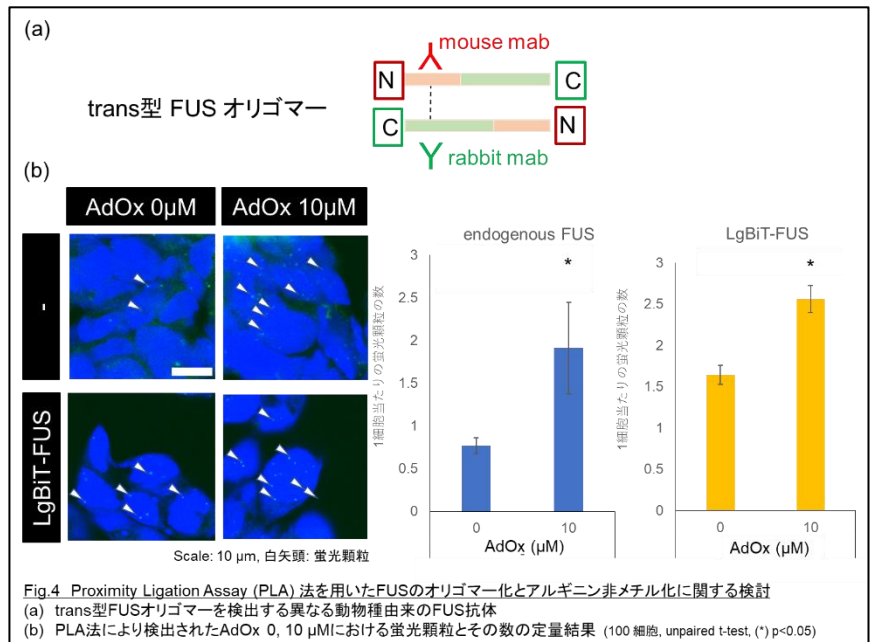 (a)
mouse mab
N
C
trans型 FUS オリゴマー
C
N
rabbit mab
(b)
AdOx 0μM
AdOx 10μM
-
LgBiT-FUS
Scale: 10 μm, 白矢頭: 蛍光顆粒
endogenous FUS
1細胞当たりの蛍光顆粒の数
3
2.5
2
1.5
1
0.5
0
*
0
10
AdOx (μM)
LgBiT-FUS
1細胞当たりの蛍光顆粒の数
3
2.5
2
1.5
1
0.5
0
*
0
10
AdOx (μM)
Fig.4 Proximity Ligation Assay (PLA) 法を用いたFUSのオリゴマー化とアルギニン非メチル化に関する検討
(a) trans型FUSオリゴマーを検出する異なる動物種由来のFUS抗体
(b) PLA法により検出されたAdOx 0, 10 μMにおける蛍光顆粒とその数の定量結果 (100 細胞, unpaired t-test, (*) p<0.05)